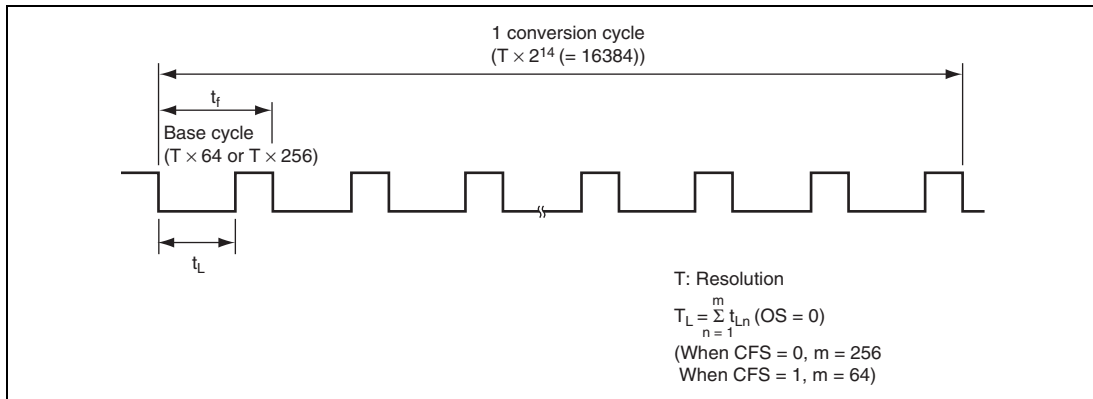 1 conversion cycle
(T × 2¹⁴ (= 16384))
t_f
Base cycle
(T × 64 or T × 256)
t_L
T: Resolution
m
T_L = Σ t_Ln (OS = 0)
n = 1
(When CFS = 0, m = 256
When CFS = 1, m = 64)